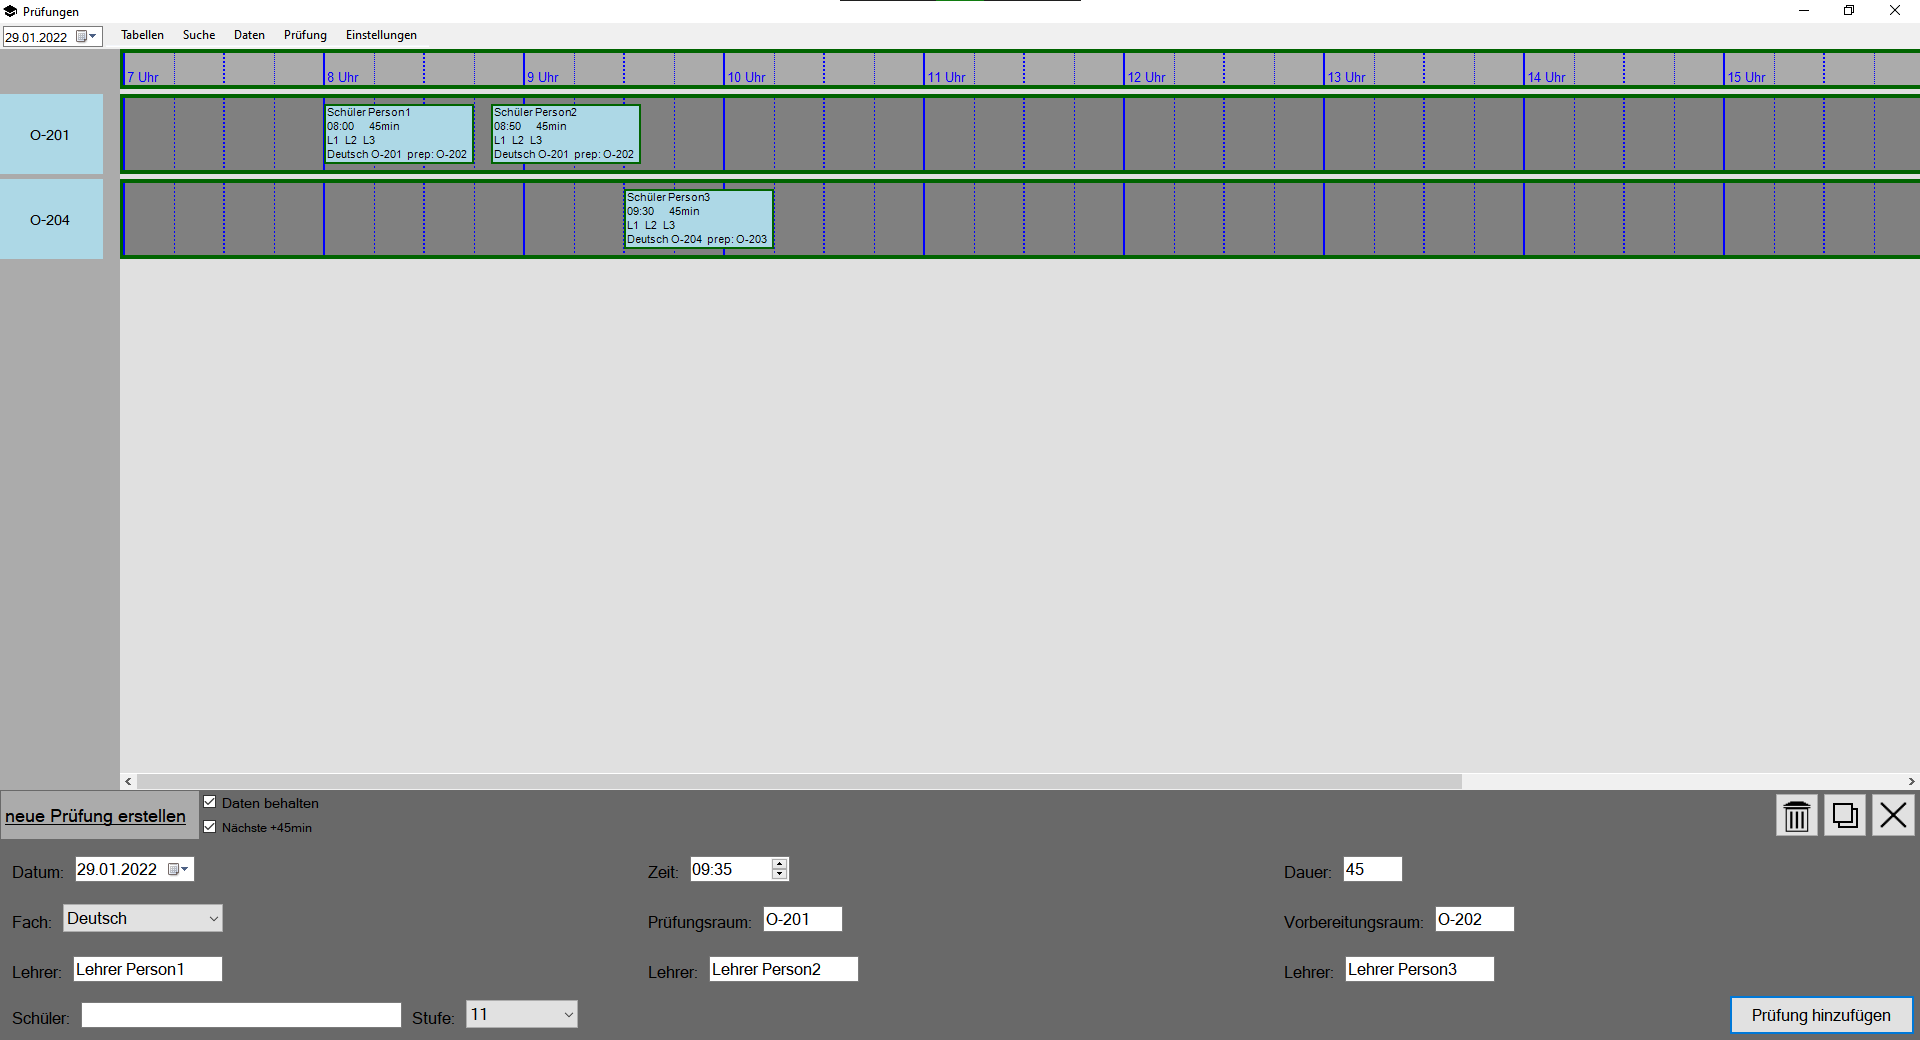 Prüfungen
29.01.2022 Tabellen Suche Daten Prüfung Einstellungen
7 Uhr 8 Uhr 9 Uhr 10 Uhr 11 Uhr 12 Uhr 13 Uhr 14 Uhr 15 Uhr
O-201
Schüler Person1
08:00 45min
L1 L2 L3
Deutsch O-201 prep: O-202
Schüler Person2
08:50 45min
L1 L2 L3
Deutsch O-201 prep: O-202
O-204
Schüler Person3
09:30 45min
L1 L2 L3
Deutsch O-204 prep: O-203
neue Prüfung erstellen
Daten behalten
Nächste +45min
Datum: 29.01.2022 Zeit: 09:35 Dauer: 45
Fach: Deutsch Prüfungsraum: O-201 Vorbereitungsraum: O-202
Lehrer: Lehrer Person1 Lehrer: Lehrer Person2 Lehrer: Lehrer Person3
Schüler: Stufe: 11 Prüfung hinzufügen